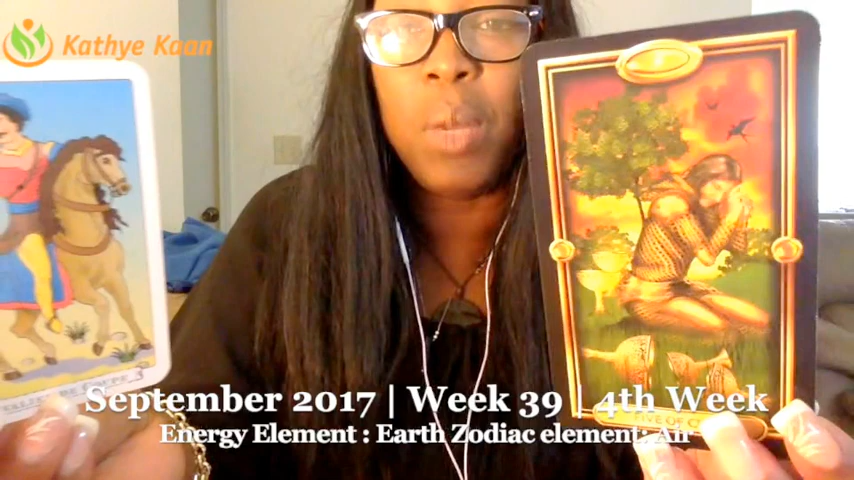 Kathye Kaan
September 2017 | Week 39 | 4th Week
Energy Element : Earth Zodiac element: Air